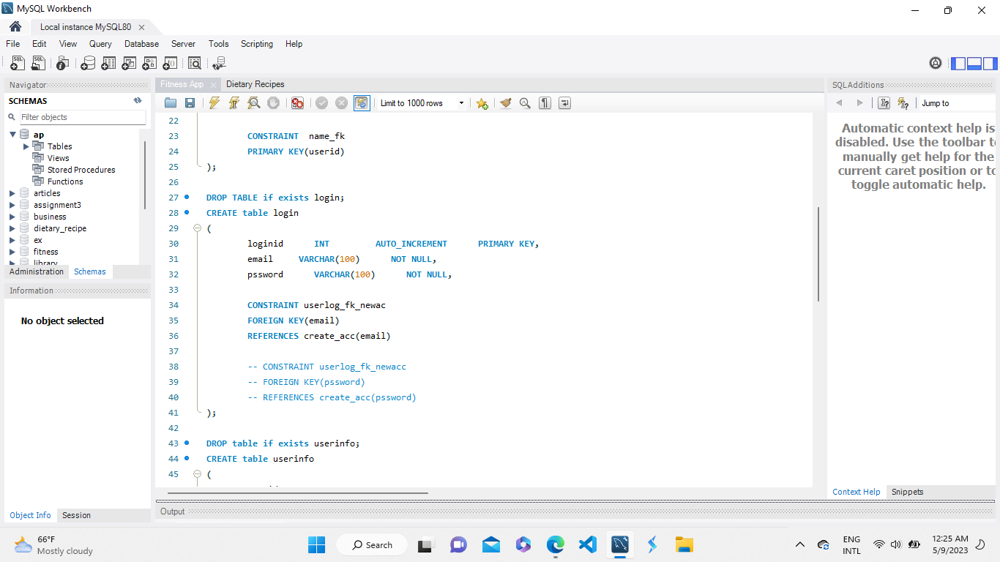 MySQL Workbench
Local instance MySQL80
File Edit View Query Database Server Tools Scripting Help
Navigator
SCHEMAS
Filter objects
ap
Tables
Views
Stored Procedures
Functions
articles
assignment3
business
dietary_recipe
ex
fitness
library
Administration Schemas
Information
No object selected
Object Info Session
Fitness App Dietary Recipes
Limit to 1000 rows
22
23 CONSTRAINT name_fk
24 PRIMARY KEY(userid)
25 );
26
27 DROP TABLE if exists login;
28 CREATE table login
29 (
30 loginid INT AUTO_INCREMENT PRIMARY KEY,
31 email VARCHAR(100) NOT NULL,
32 pssword VARCHAR(100) NOT NULL,
33
34 CONSTRAINT userlog_fk_newac
35 FOREIGN KEY(email)
36 REFERENCES create_acc(email)
37
38 -- CONSTRAINT userlog_fk_newacc
39 -- FOREIGN KEY(pssword)
40 -- REFERENCES create_acc(pssword)
41 );
42
43 DROP table if exists userinfo;
44 CREATE table userinfo
45 (
Output
SQLAdditions
Jump to
Automatic context help is
disabled. Use the toolbar to
manually get help for the
current caret position or to
toggle automatic help.
Context Help Snippets
66°F
Mostly cloudy
Search
ENG
INTL
12:25 AM
5/9/2023